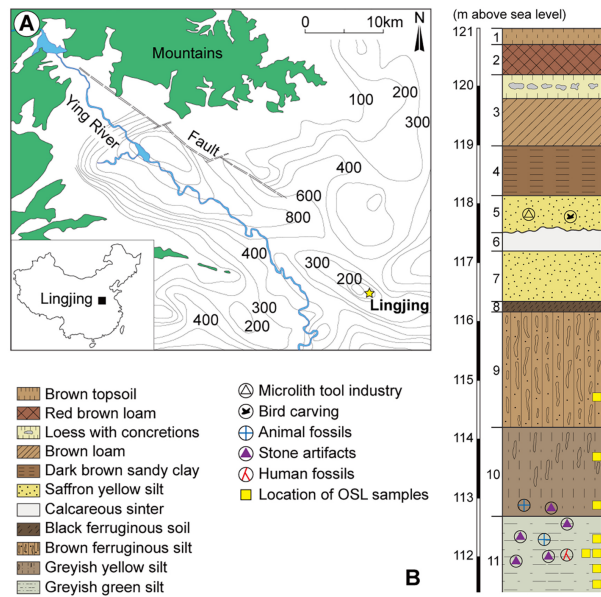 A
0 10km
N
Mountains
Ying River
Fault
100
200
300
400
600
800
400
300
200
Lingjing
300
200
400
Lingjing
Brown topsoil
Red brown loam
Loess with concretions
Brown loam
Dark brown sandy clay
Saffron yellow silt
Calcareous sinter
Black ferruginous soil
Brown ferruginous silt
Greyish yellow silt
Greyish green silt
Microlith tool industry
Bird carving
Animal fossils
Stone artifacts
Human fossils
Location of OSL samples
B
(m above sea level)
121
120
119
118
117
116
115
114
113
112
1
2
3
4
5
6
7
8
9
10
11